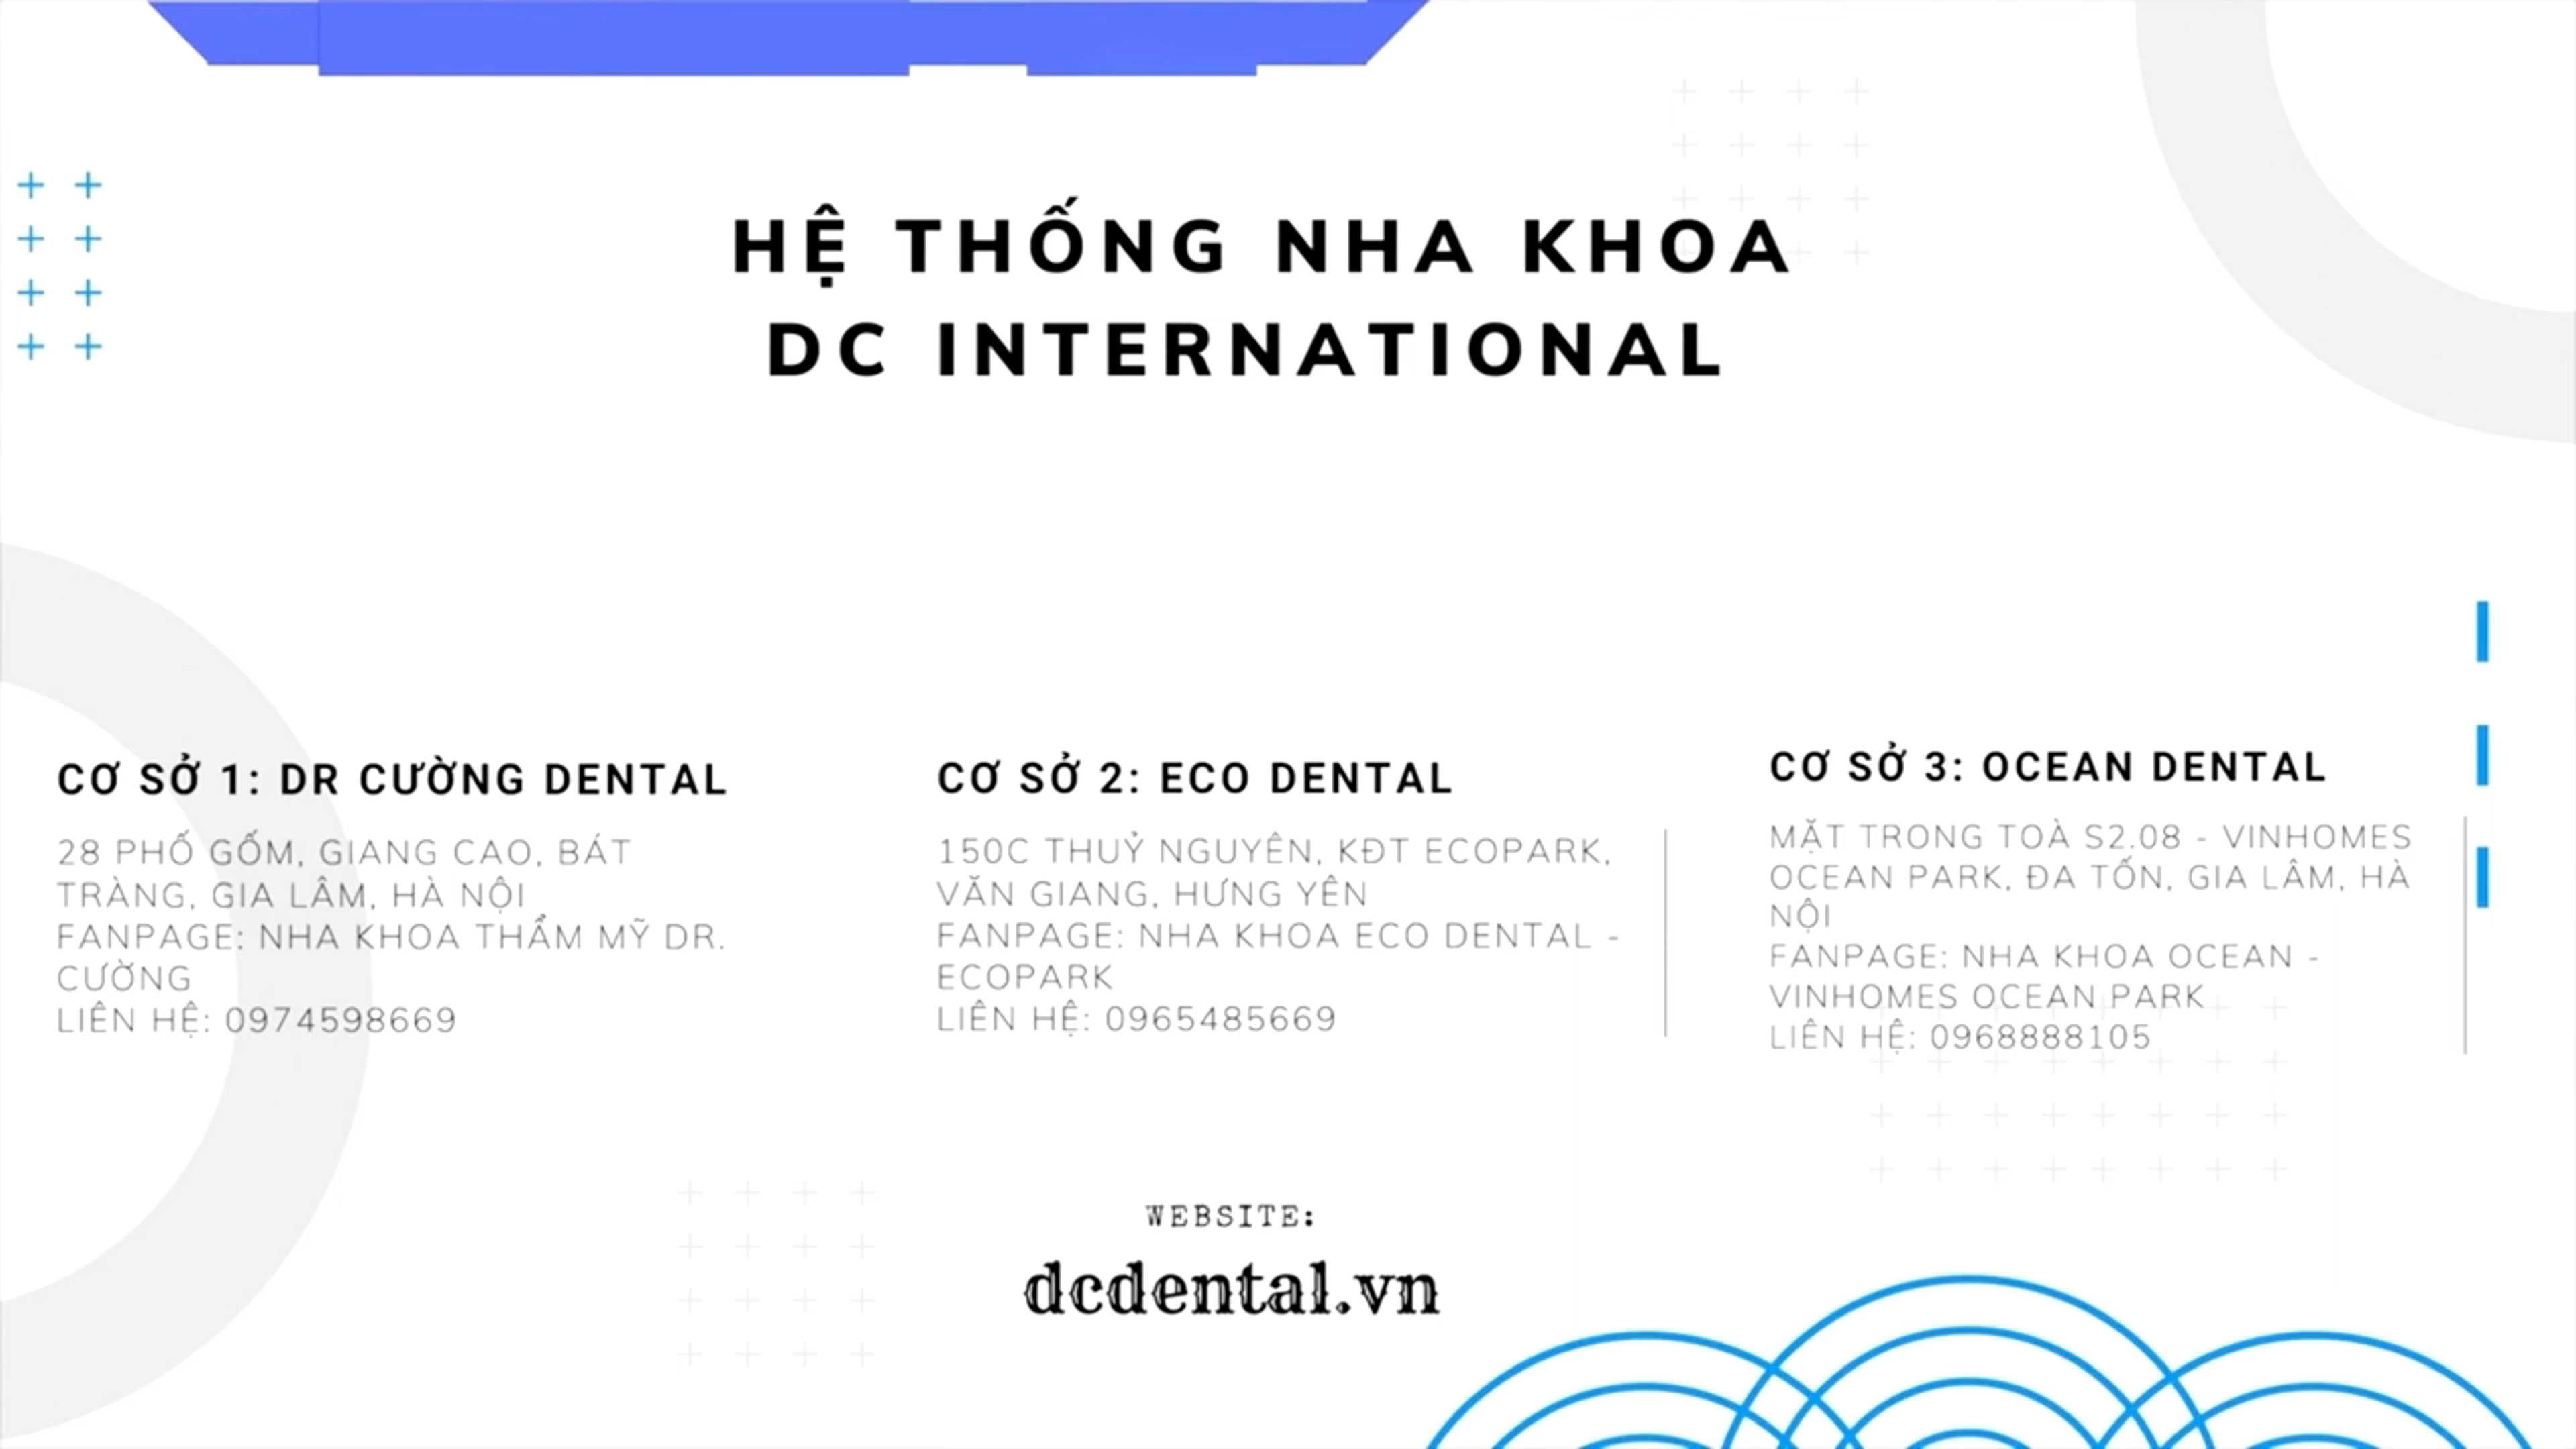 HỆ THỐNG NHA KHOA
DC INTERNATIONAL
CƠ SỞ 1: DR CƯỜNG DENTAL
28 PHỐ GỐM, GIANG CAO, BÁT
TRÀNG, GIA LÂM, HÀ NỘI
FANPAGE: NHA KHOA THẨM MỸ DR.
CƯỜNG
LIÊN HỆ: 0974598669
CƠ SỞ 2: ECO DENTAL
150C THUỶ NGUYÊN, KĐT ECOPARK,
VĂN GIANG, HƯNG YÊN
FANPAGE: NHA KHOA ECO DENTAL -
ECOPARK
LIÊN HỆ: 0965485669
CƠ SỞ 3: OCEAN DENTAL
MẶT TRONG TOÀ S2.08 - VINHOMES
OCEAN PARK, ĐA TỐN, GIA LÂM, HÀ
NỘI
FANPAGE: NHA KHOA OCEAN -
VINHOMES OCEAN PARK
LIÊN HỆ: 0968888105
WEBSITE:
dcdental.vn